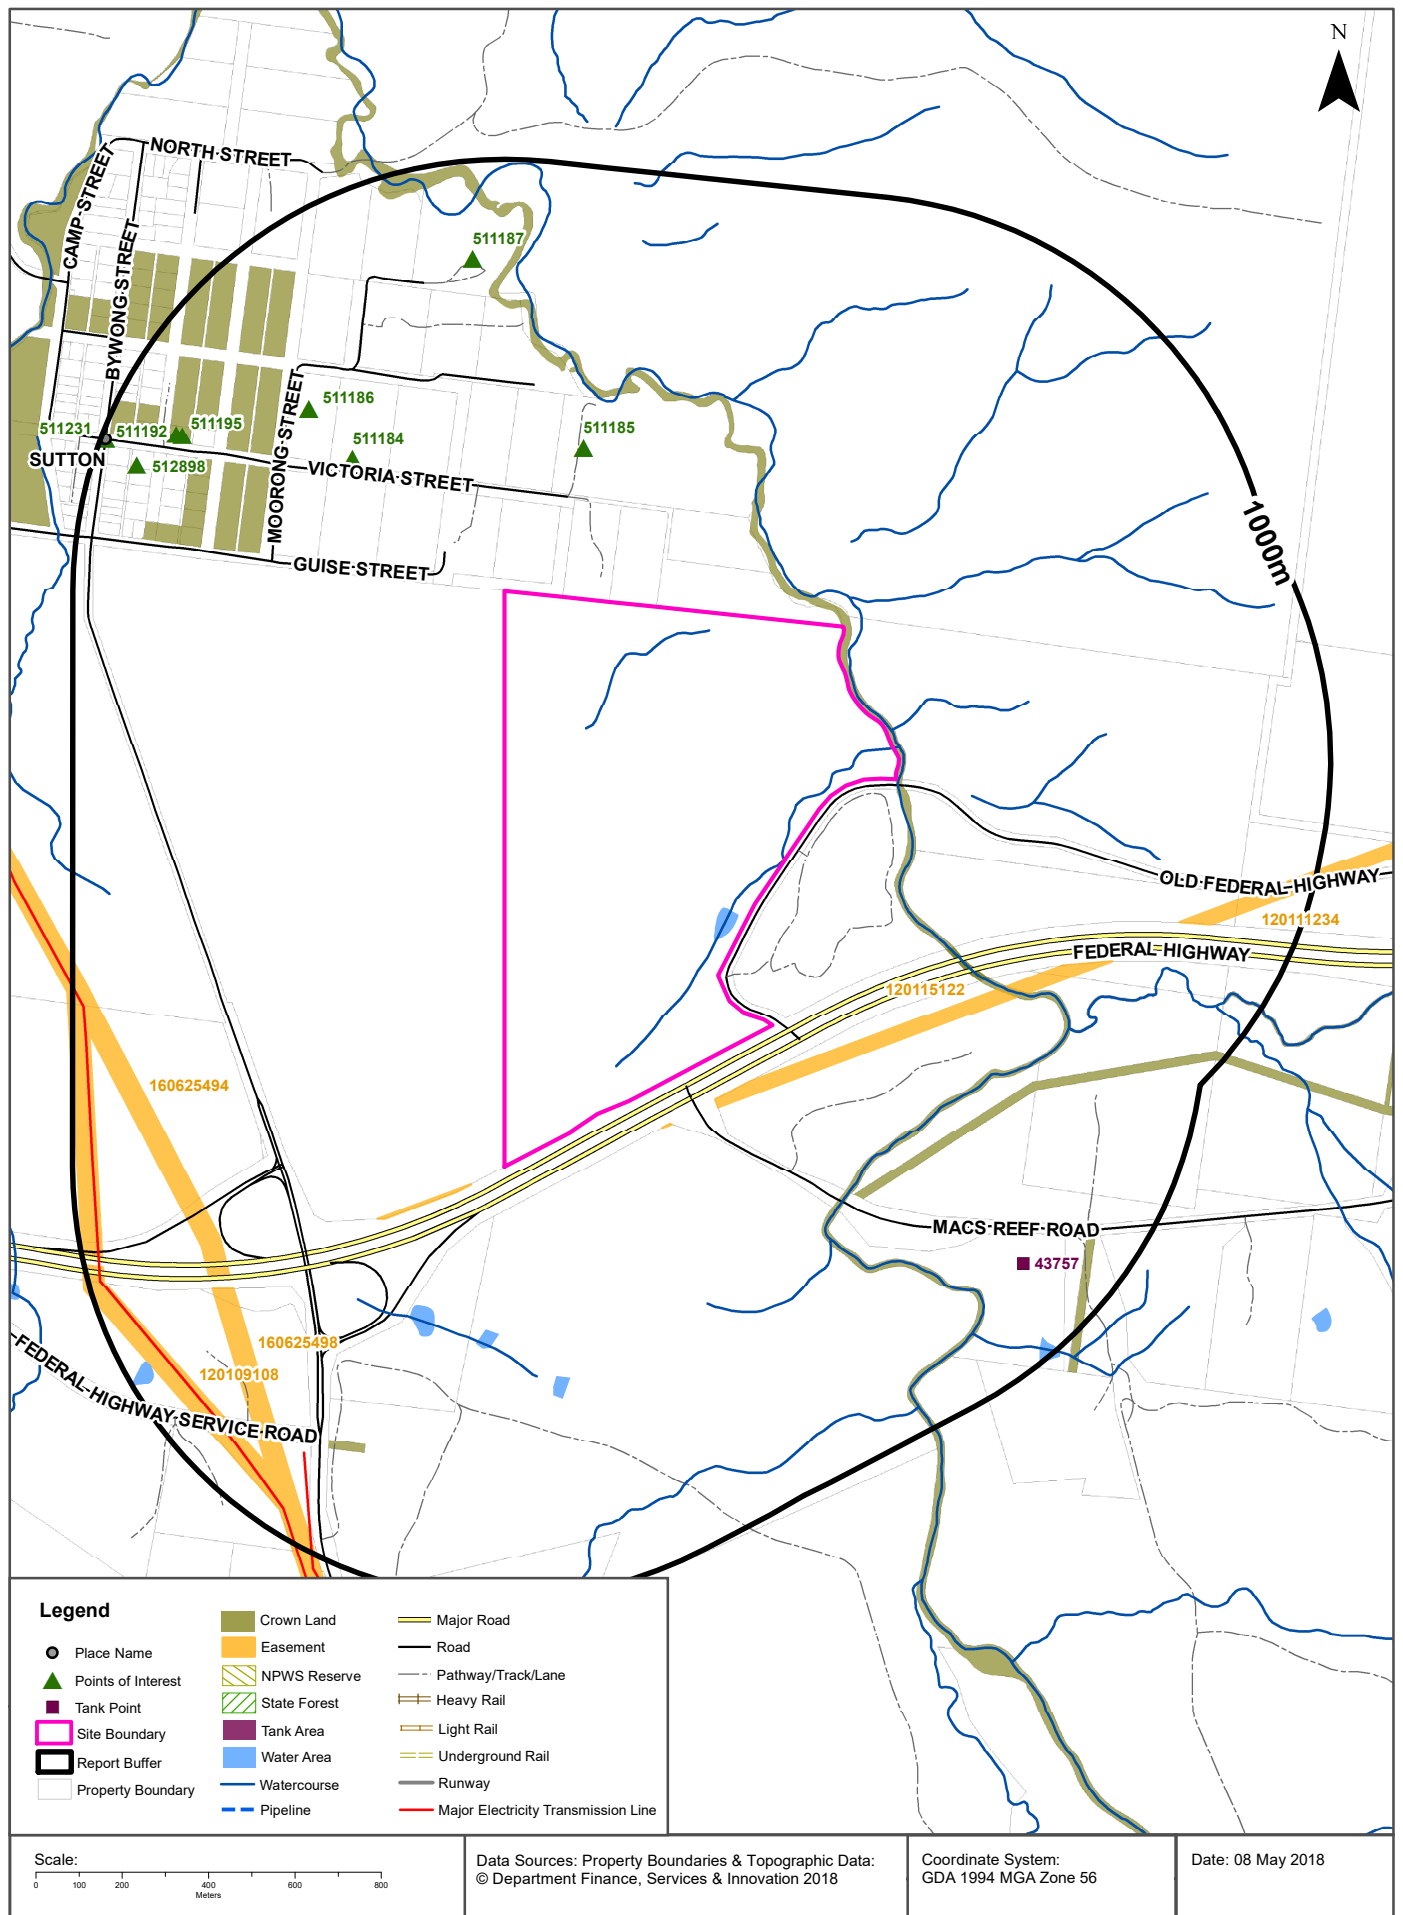 N
NORTH STREET
CAMP STREET
BYWONG STREET
511187
511186
511231
511192
511195
511184
511185
SUTTON
512898
MOORONG STREET
VICTORIA STREET
GUISE STREET
1000m
OLD FEDERAL HIGHWAY
120111234
FEDERAL HIGHWAY
120115122
160625494
MACS REEF ROAD
43757
160625498
120109108
FEDERAL HIGHWAY SERVICE ROAD
Legend
Place Name
Points of Interest
Tank Point
Site Boundary
Report Buffer
Property Boundary
Crown Land
Easement
NPWS Reserve
State Forest
Tank Area
Water Area
Watercourse
Pipeline
Major Road
Road
Pathway/Track/Lane
Heavy Rail
Light Rail
Underground Rail
Runway
Major Electricity Transmission Line
Scale:
0 100 200 400 600 800
Meters
Data Sources: Property Boundaries & Topographic Data:
© Department Finance, Services & Innovation 2018
Coordinate System:
GDA 1994 MGA Zone 56
Date: 08 May 2018